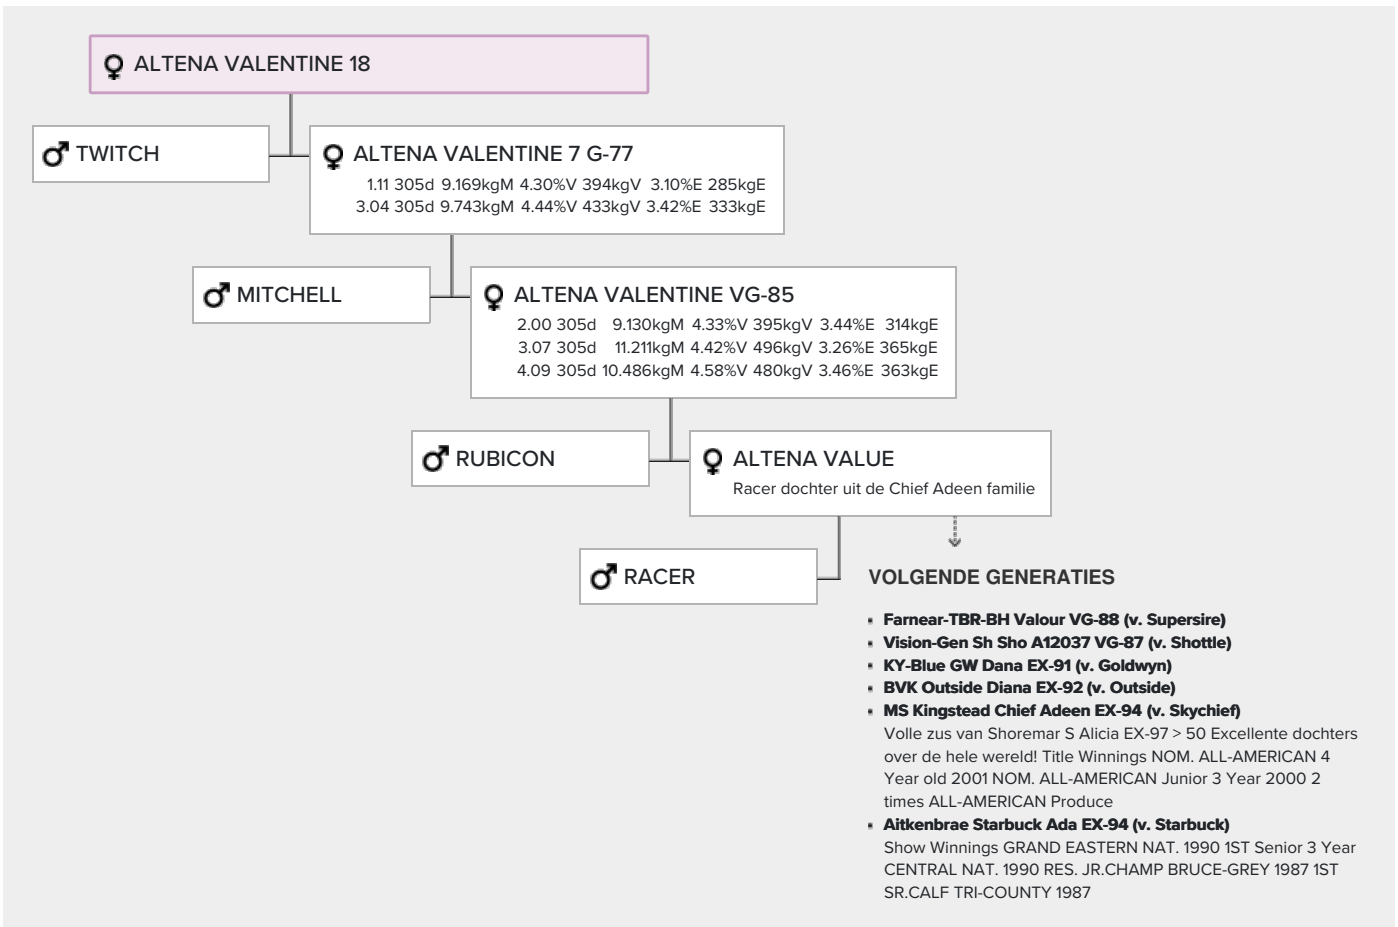 ALTENA VALENTINE 18
TWITCH
ALTENA VALENTINE 7 G-77
1.11 305d 9.169kgM 4.30%V 394kgV 3.10%E 285kgE
3.04 305d 9.743kgM 4.44%V 433kgV 3.42%E 333kgE
MITCHELL
ALTENA VALENTINE VG-85
2.00 305d 9.130kgM 4.33%V 395kgV 3.44%E 314kgE
3.07 305d 11.211kgM 4.42%V 496kgV 3.26%E 365kgE
4.09 305d 10.486kgM 4.58%V 480kgV 3.46%E 363kgE
RUBICON
ALTENA VALUE
Racer dochter uit de Chief Adeen familie
RACER
VOLGENDE GENERATIES
▪ Farnear-TBR-BH Valour VG-88 (v. Supersire)
▪ Vision-Gen Sh Sho A12037 VG-87 (v. Shottle)
▪ KY-Blue GW Dana EX-91 (v. Goldwyn)
▪ BVK Outside Diana EX-92 (v. Outside)
▪ MS Kingstead Chief Adeen EX-94 (v. Skychief)
Volle zus van Shoremar S Alicia EX-97 > 50 Excellente dochters
over de hele wereld! Title Winnings NOM. ALL-AMERICAN 4
Year old 2001 NOM. ALL-AMERICAN Junior 3 Year 2000 2
times ALL-AMERICAN Produce
▪ Aitkenbrae Starbuck Ada EX-94 (v. Starbuck)
Show Winnings GRAND EASTERN NAT. 1990 1ST Senior 3 Year
CENTRAL NAT. 1990 RES. JR.CHAMP BRUCE-GREY 1987 1ST
SR.CALF TRI-COUNTY 1987